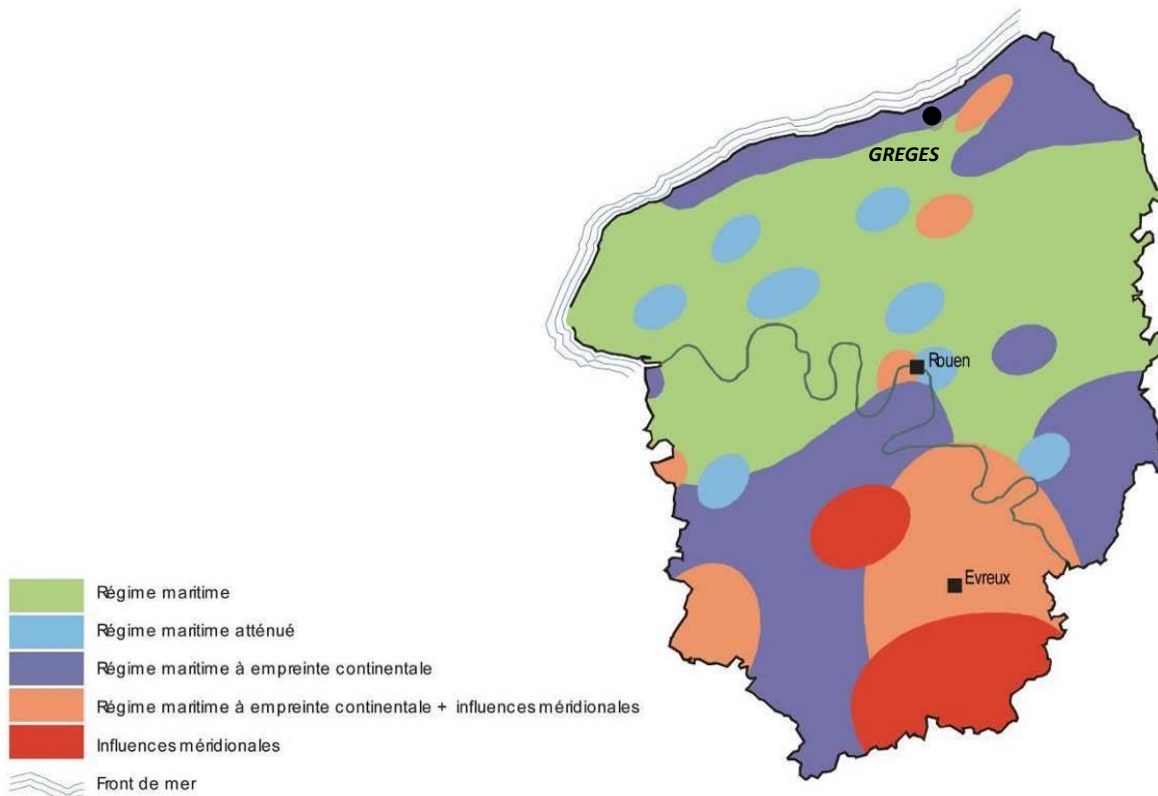 GREGES
Rouen
Evreux
Régime maritime
Régime maritime atténué
Régime maritime à empreinte continentale
Régime maritime à empreinte continentale + influences méridionales
Influences méridionales
Front de mer